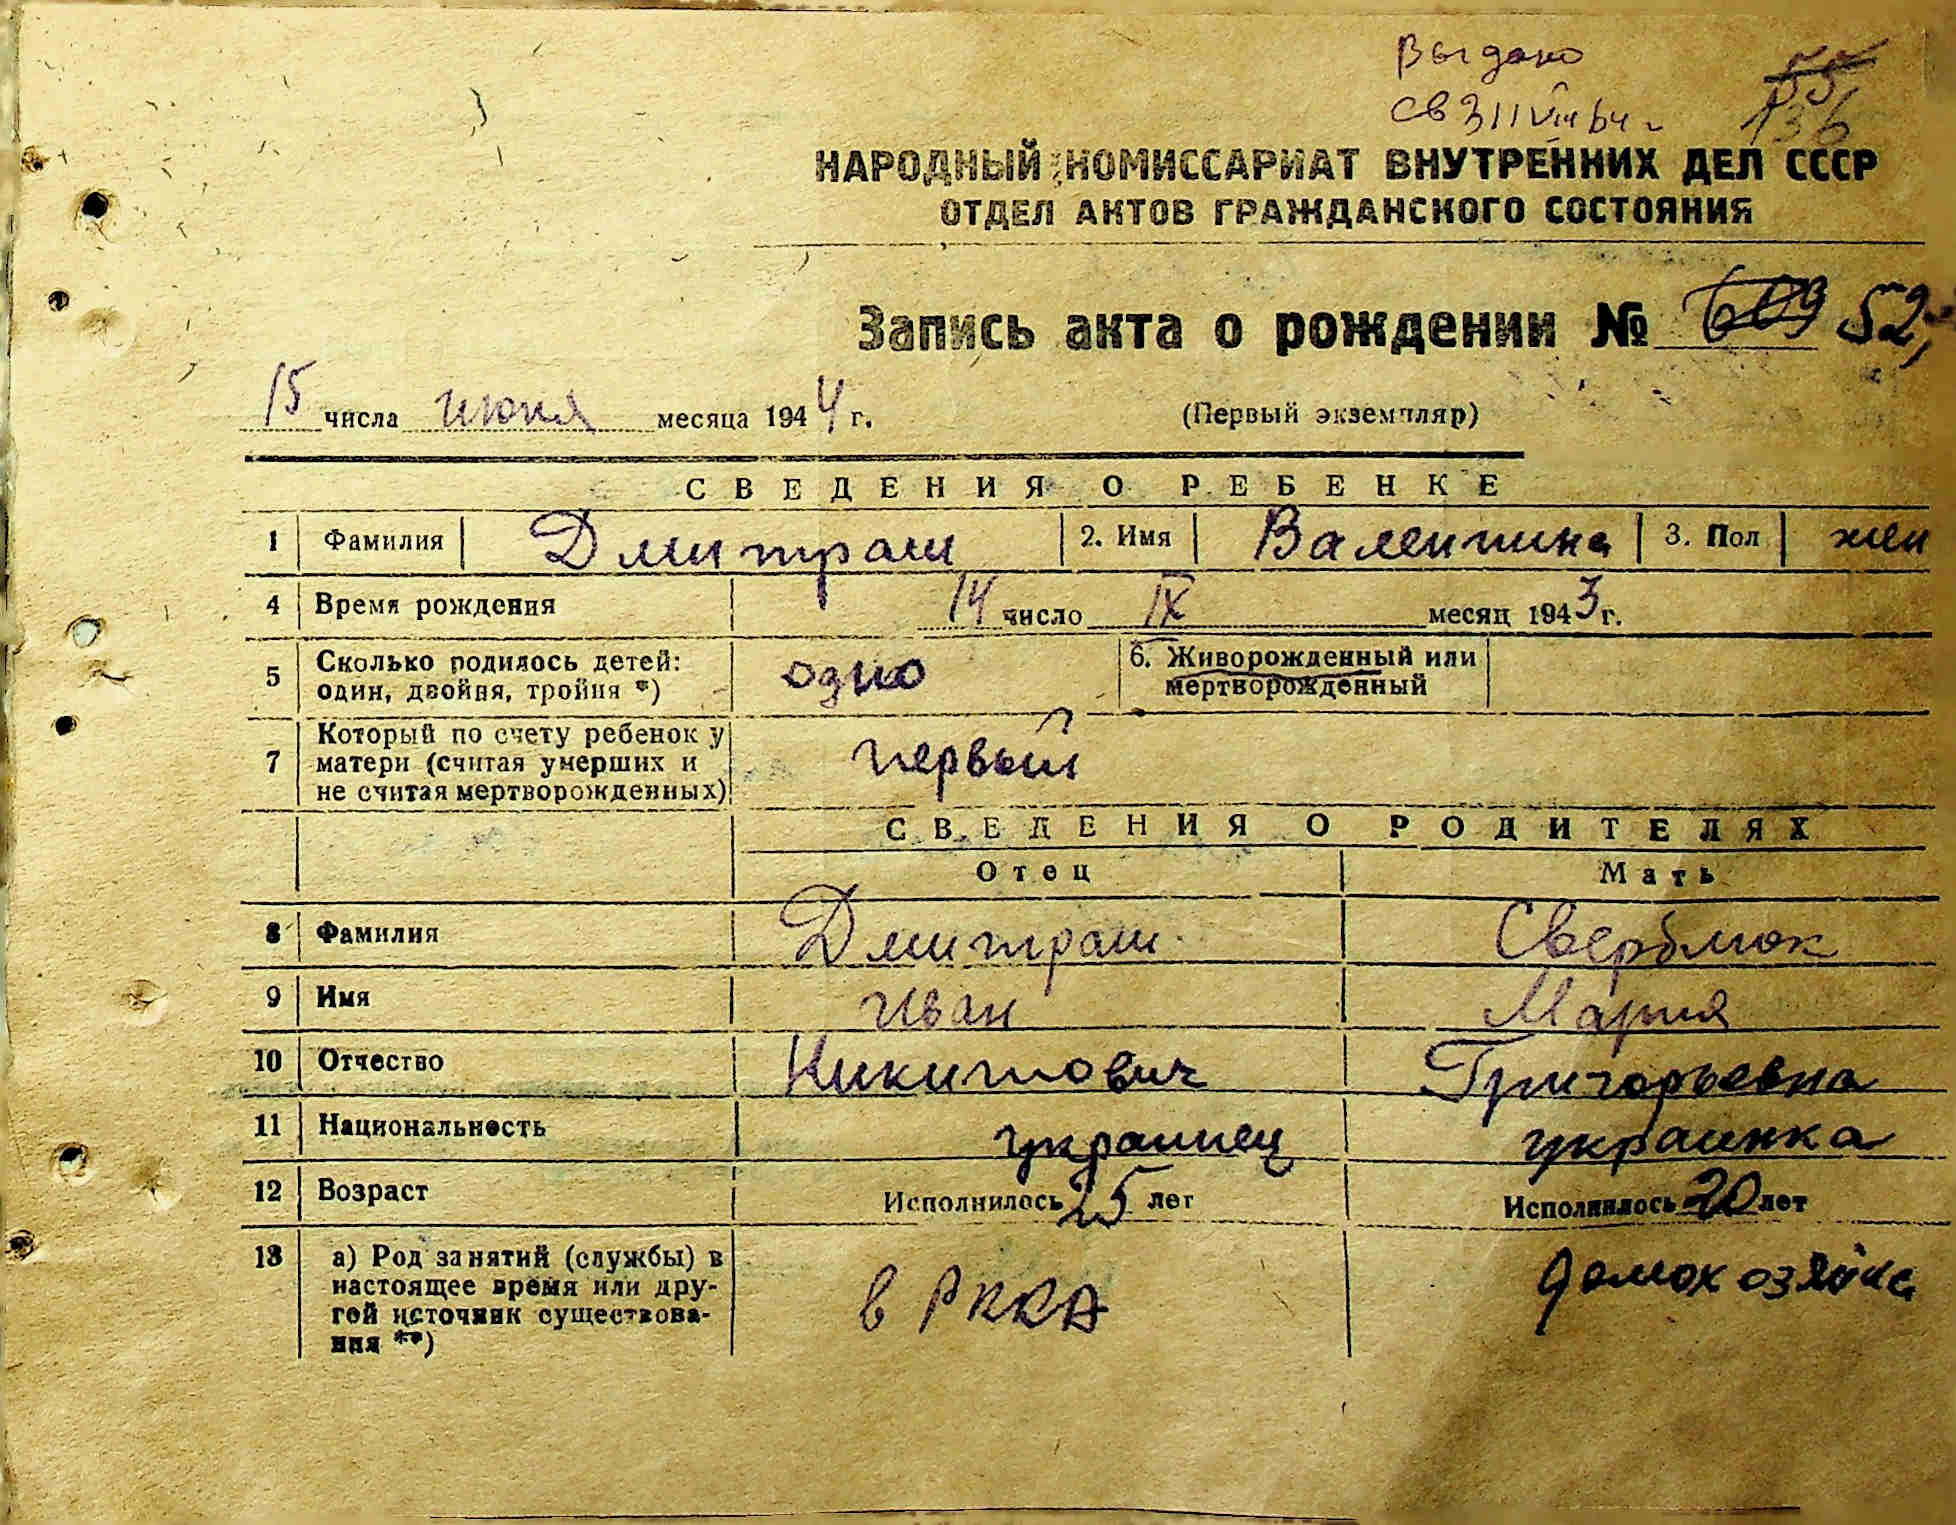 Выдано
св 31 VIII 64 г
55
136
НАРОДНЫЙ КОМИССАРИАТ ВНУТРЕННИХ ДЕЛ СССР
ОТДЕЛ АКТОВ ГРАЖДАНСКОГО СОСТОЯНИЯ
Запись акта о рождении № 609 52,
15 числа июня месяца 1944 г. (Первый экземпляр)
СВЕДЕНИЯ О РЕБЕНКЕ
1 Фамилия Дмитраш 2. Имя Валентина 3. Пол жен
4 Время рождения 14 число IX месяц 1943 г.
5 Сколько родилось детей: один, двойня, тройня *) одно 6. Живорожденный или мертворожденный
7 Который по счету ребенок у матери (считая умерших и не считая мертворожденных) первый
СВЕДЕНИЯ О РОДИТЕЛЯХ
Отец Мать
8 Фамилия Дмитраш Сверблюк
9 Имя Иван Мария
10 Отчество Никитович Григорьевна
11 Национальность украинец украинка
12 Возраст Исполнилось 25 лет Исполнилось 20 лет
13 а) Род занятий (службы) в настоящее время или другой источник существования **) в РККА домохозяйка